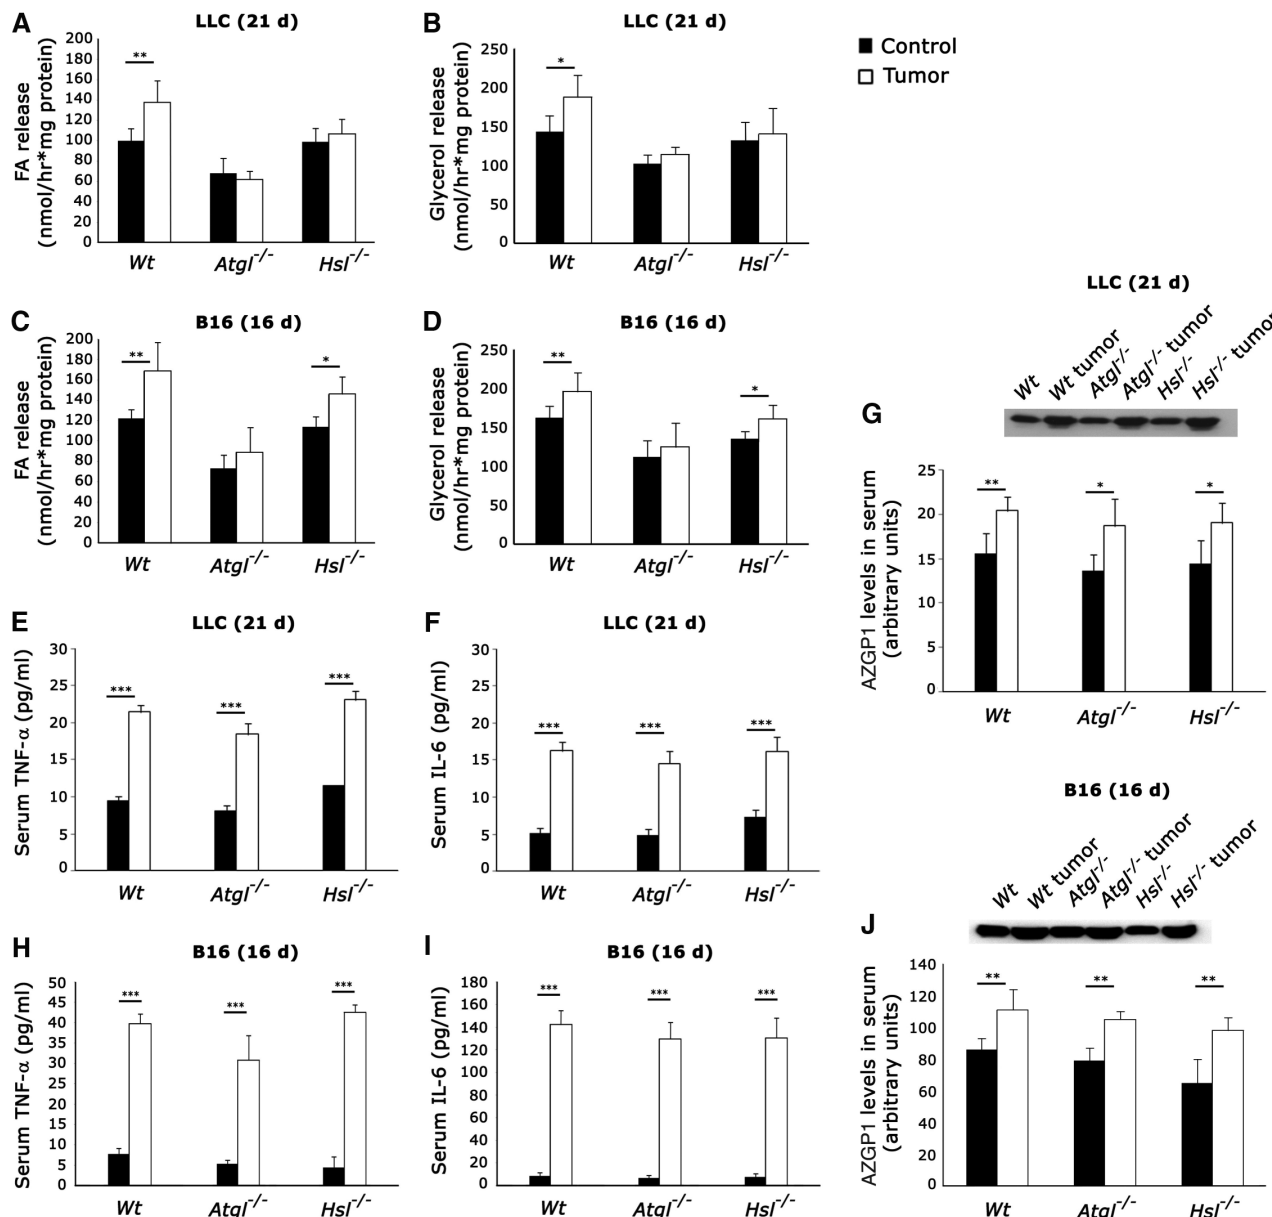 A
LLC (21 d)
FA release
(nmol/hr*mg protein)
200
180
160
140
120
100
80
60
40
20
0
**
Wt
Atgl-/-
Hsl-/-
B
LLC (21 d)
Glycerol release
(nmol/hr*mg protein)
250
200
150
100
50
0
*
Wt
Atgl-/-
Hsl-/-
Control
Tumor
C
B16 (16 d)
FA release
(nmol/hr*mg protein)
200
180
160
140
120
100
80
60
40
20
0
**
*
Wt
Atgl-/-
Hsl-/-
D
B16 (16 d)
Glycerol release
(nmol/hr*mg protein)
250
200
150
100
50
0
**
*
Wt
Atgl-/-
Hsl-/-
E
LLC (21 d)
Serum TNF-α (pg/ml)
30
25
20
15
10
5
0
***
***
***
Wt
Atgl-/-
Hsl-/-
F
LLC (21 d)
Serum IL-6 (pg/ml)
30
25
20
15
10
5
0
***
***
***
Wt
Atgl-/-
Hsl-/-
G
LLC (21 d)
Wt
Wt tumor
Atgl-/-
Atgl-/- tumor
Hsl-/-
Hsl-/- tumor
AZGP1 levels in serum
(arbitrary units)
25
20
15
10
5
0
**
*
*
Wt
Atgl-/-
Hsl-/-
H
B16 (16 d)
Serum TNF-α (pg/ml)
50
45
40
35
30
25
20
15
10
5
0
***
***
***
Wt
Atgl-/-
Hsl-/-
I
B16 (16 d)
Serum IL-6 (pg/ml)
180
160
140
120
100
80
60
40
20
0
***
***
***
Wt
Atgl-/-
Hsl-/-
J
B16 (16 d)
Wt
Wt tumor
Atgl-/-
Atgl-/- tumor
Hsl-/-
Hsl-/- tumor
AZGP1 levels in serum
(arbitrary units)
140
120
100
80
60
40
20
0
**
**
**
Wt
Atgl-/-
Hsl-/-